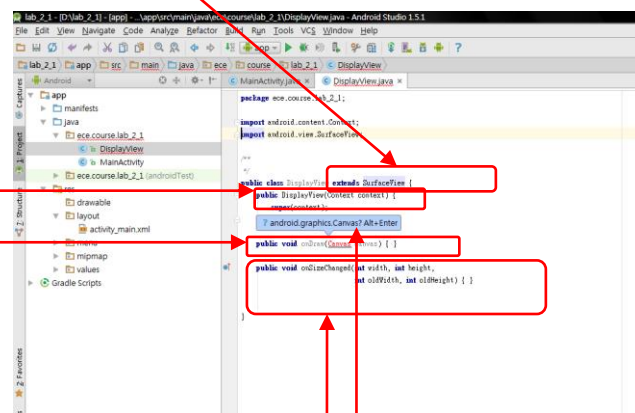 lab_2_1 - [D:\lab_2_1] - [app] - ...\app\src\main\java\ece\course\lab_2_1\DisplayView.java - Android Studio 1.5.1
File Edit View Navigate Code Analyze Refactor Build Run Tools VCS Window Help
app
lab_2_1 app src main java ece course lab_2_1 DisplayView
Android
MainActivity.java × DisplayView.java ×
Captures
1: Project
7: Structure
2: Favorites
app
manifests
java
ece.course.lab_2_1
DisplayView
MainActivity
ece.course.lab_2_1 (androidTest)
res
drawable
layout
activity_main.xml
menu
mipmap
values
Gradle Scripts
package ece.course.lab_2_1;
import android.content.Context;
import android.view.SurfaceView;
/**
*/
public class DisplayView extends SurfaceView {
public DisplayView(Context context) {
super(context);
? android.graphics.Canvas? Alt+Enter
public void onDraw(Canvas canvas) { }
public void onSizeChanged(int width, int height,
int oldWidth, int oldHeight) { }
}